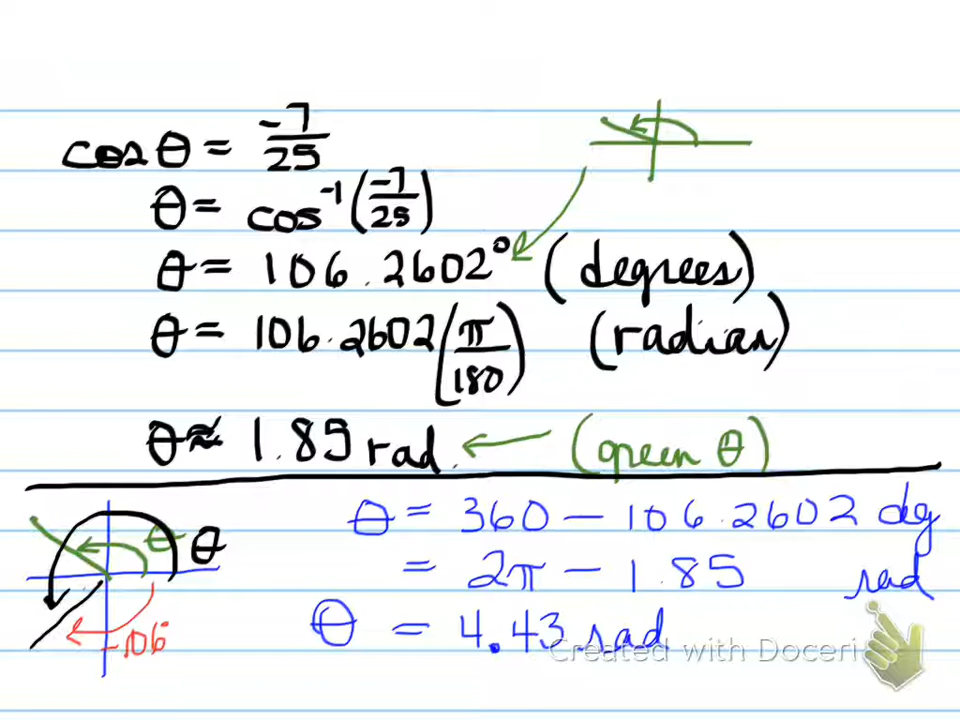 cos θ = -7/25
θ = cos⁻¹(-7/25)
θ = 106.2602° (degrees)
θ = 106.2602(π/180) (radian)
θ ≈ 1.85 rad. ← (green θ)
θ θ θ = 360 - 106.2602 deg
= 2π - 1.85 rad
-106° θ = 4.43 rad
Created with Doceri